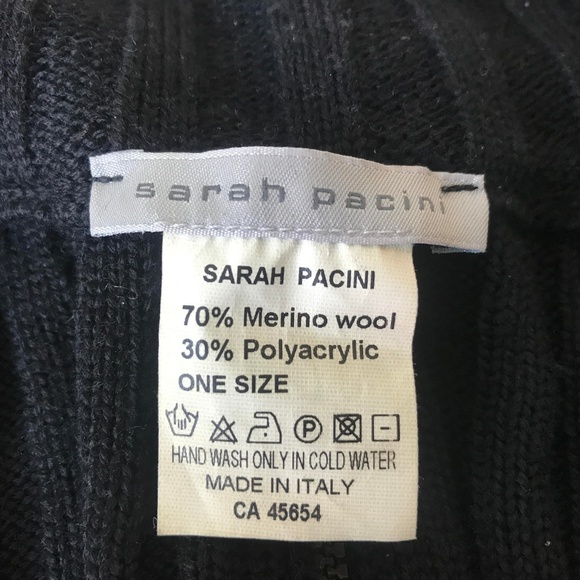 sarah pacini
SARAH PACINI
70% Merino wool
30% Polyacrylic
ONE SIZE
P
HAND WASH ONLY IN COLD WATER
MADE IN ITALY
CA 45654